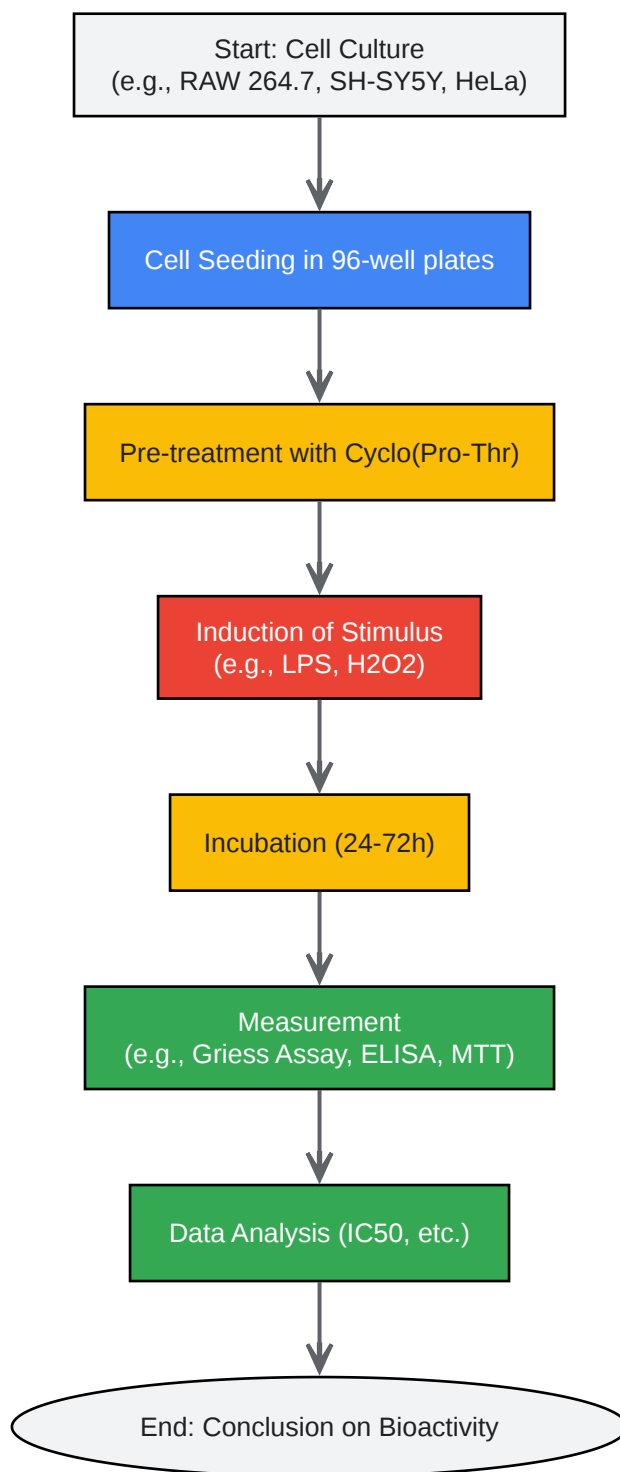 Start: Cell Culture
(e.g., RAW 264.7, SH-SY5Y, HeLa)
Cell Seeding in 96-well plates
Pre-treatment with Cyclo(Pro-Thr)
Induction of Stimulus
(e.g., LPS, H2O2)
Incubation (24-72h)
Measurement
(e.g., Griess Assay, ELISA, MTT)
Data Analysis (IC50, etc.)
End: Conclusion on Bioactivity